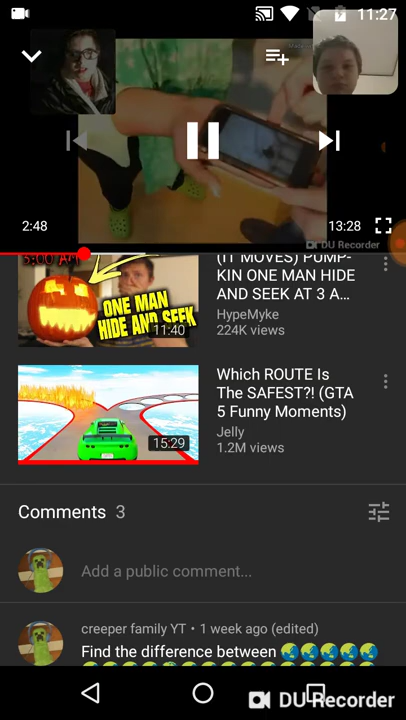 11:27
2:48
13:28
DU Recorder
(IT MOVES) PUMP-
KIN ONE MAN HIDE
AND SEEK AT 3 A...
HypeMyke
224K views
ONE MAN
HIDE AND SEEK
11:40
Which ROUTE Is
The SAFEST?! (GTA
5 Funny Moments)
Jelly
1.2M views
15:29
Comments 3
Add a public comment...
creeper family YT • 1 week ago (edited)
Find the difference between 🌏🌏🌏🌏🌏
DU Recorder